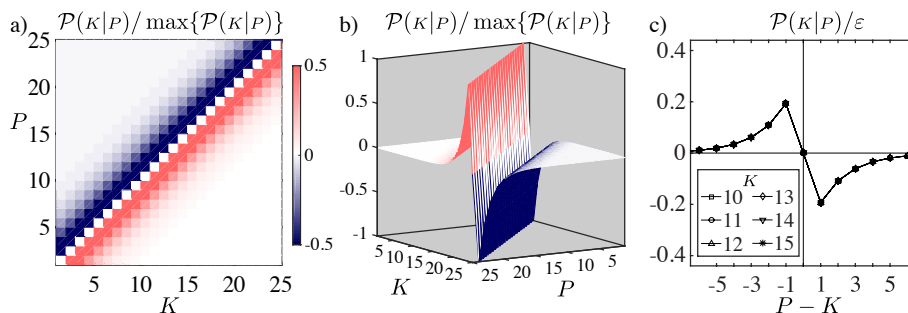 a) 𝒫(K|P)/ max{𝒫(K|P)}
25
20
P 15
10
5
5 10 15 20 25
K
0.5
0
-0.5
b) 𝒫(K|P)/ max{𝒫(K|P)}
1
0.5
0
-0.5
-1
5 10 15 20 25
K
25 20 15 10 5
P
c) 𝒫(K|P)/ε
0.4
0.2
0
-0.2
-0.4
K
10 13
11 14
12 15
-5 -3 -1 1 3 5
P − K